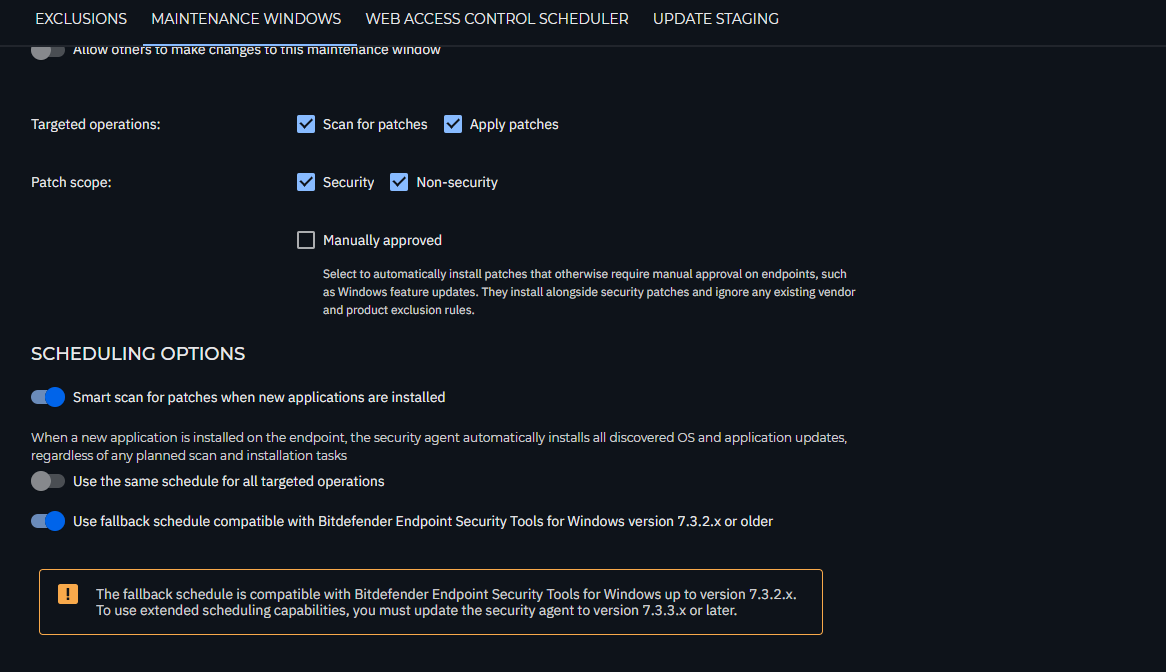 EXCLUSIONS MAINTENANCE WINDOWS WEB ACCESS CONTROL SCHEDULER UPDATE STAGING
Allow others to make changes to this maintenance window
Targeted operations: Scan for patches Apply patches
Patch scope: Security Non-security
Manually approved
Select to automatically install patches that otherwise require manual approval on endpoints, such
as Windows feature updates. They install alongside security patches and ignore any existing vendor
and product exclusion rules.
SCHEDULING OPTIONS
Smart scan for patches when new applications are installed
When a new application is installed on the endpoint, the security agent automatically installs all discovered OS and application updates,
regardless of any planned scan and installation tasks
Use the same schedule for all targeted operations
Use fallback schedule compatible with Bitdefender Endpoint Security Tools for Windows version 7.3.2.x or older
The fallback schedule is compatible with Bitdefender Endpoint Security Tools for Windows up to version 7.3.2.x.
To use extended scheduling capabilities, you must update the security agent to version 7.3.3.x or later.